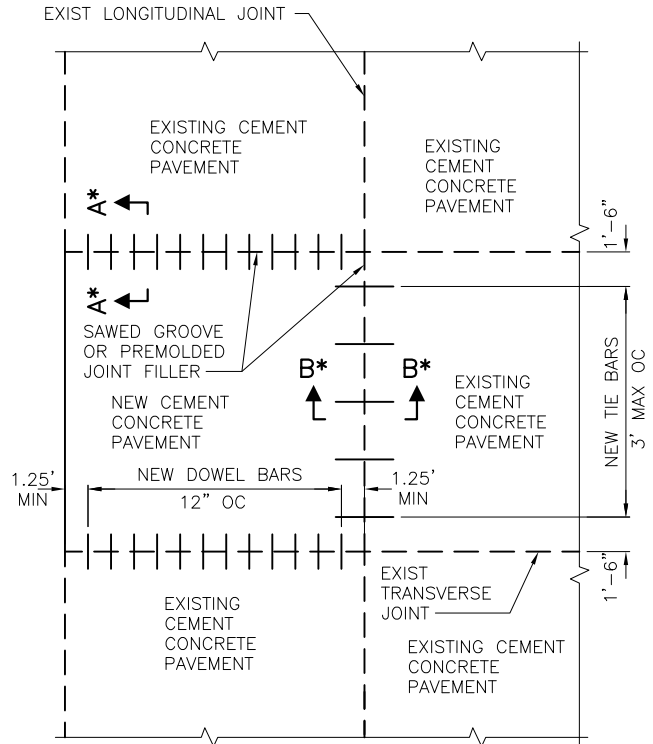 EXIST LONGITUDINAL JOINT
EXISTING CEMENT
CONCRETE
PAVEMENT
EXISTING
CEMENT
CONCRETE
PAVEMENT
A*
1'-6"
A*
SAWED GROOVE
OR PREMOLDED
JOINT FILLER
B*
B*
NEW CEMENT
CONCRETE
PAVEMENT
EXISTING
CEMENT
CONCRETE
PAVEMENT
NEW TIE BARS
3' MAX OC
1.25'
MIN
NEW DOWEL BARS
12" OC
1.25'
MIN
1'-6"
EXIST
TRANSVERSE
JOINT
EXISTING
CEMENT
CONCRETE
PAVEMENT
EXISTING CEMENT
CONCRETE
PAVEMENT